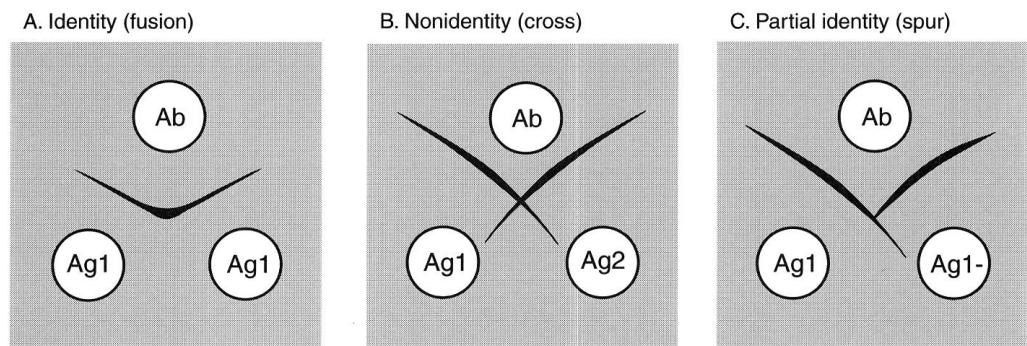 A. Identity (fusion)
B. Nonidentity (cross)
C. Partial identity (spur)
Ab
Ab
Ab
Ag1
Ag1
Ag1
Ag2
Ag1
Ag1-